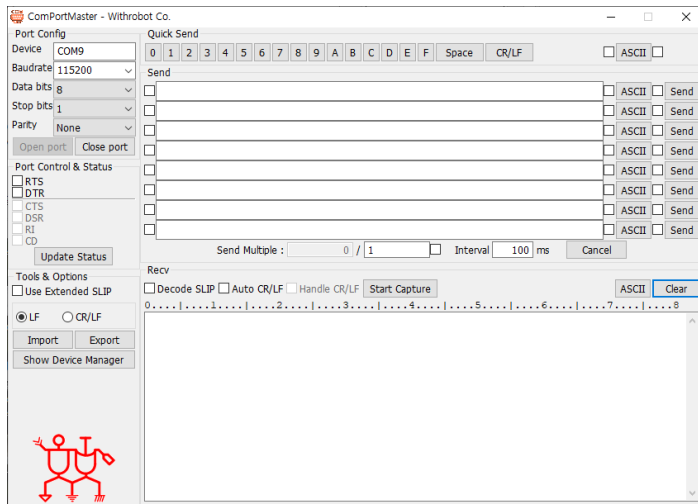 ComPortMaster - Withrobot Co.
Port Config
Device COM9
Baudrate 115200
Data bits 8
Stop bits 1
Parity None
Open port Close port
Port Control & Status
RTS
DTR
CTS
DSR
RI
CD
Update Status
Tools & Options
Use Extended SLIP
LF CR/LF
Import Export
Show Device Manager
Quick Send
0 1 2 3 4 5 6 7 8 9 A B C D E F Space CR/LF ASCII
Send
ASCII Send
ASCII Send
ASCII Send
ASCII Send
ASCII Send
ASCII Send
ASCII Send
ASCII Send
Send Multiple : 0 / 1 Interval 100 ms Cancel
Recv
Decode SLIP Auto CR/LF Handle CR/LF Start Capture ASCII Clear
0....|....1....|....2....|....3....|....4....|....5....|....6....|....7....|....8